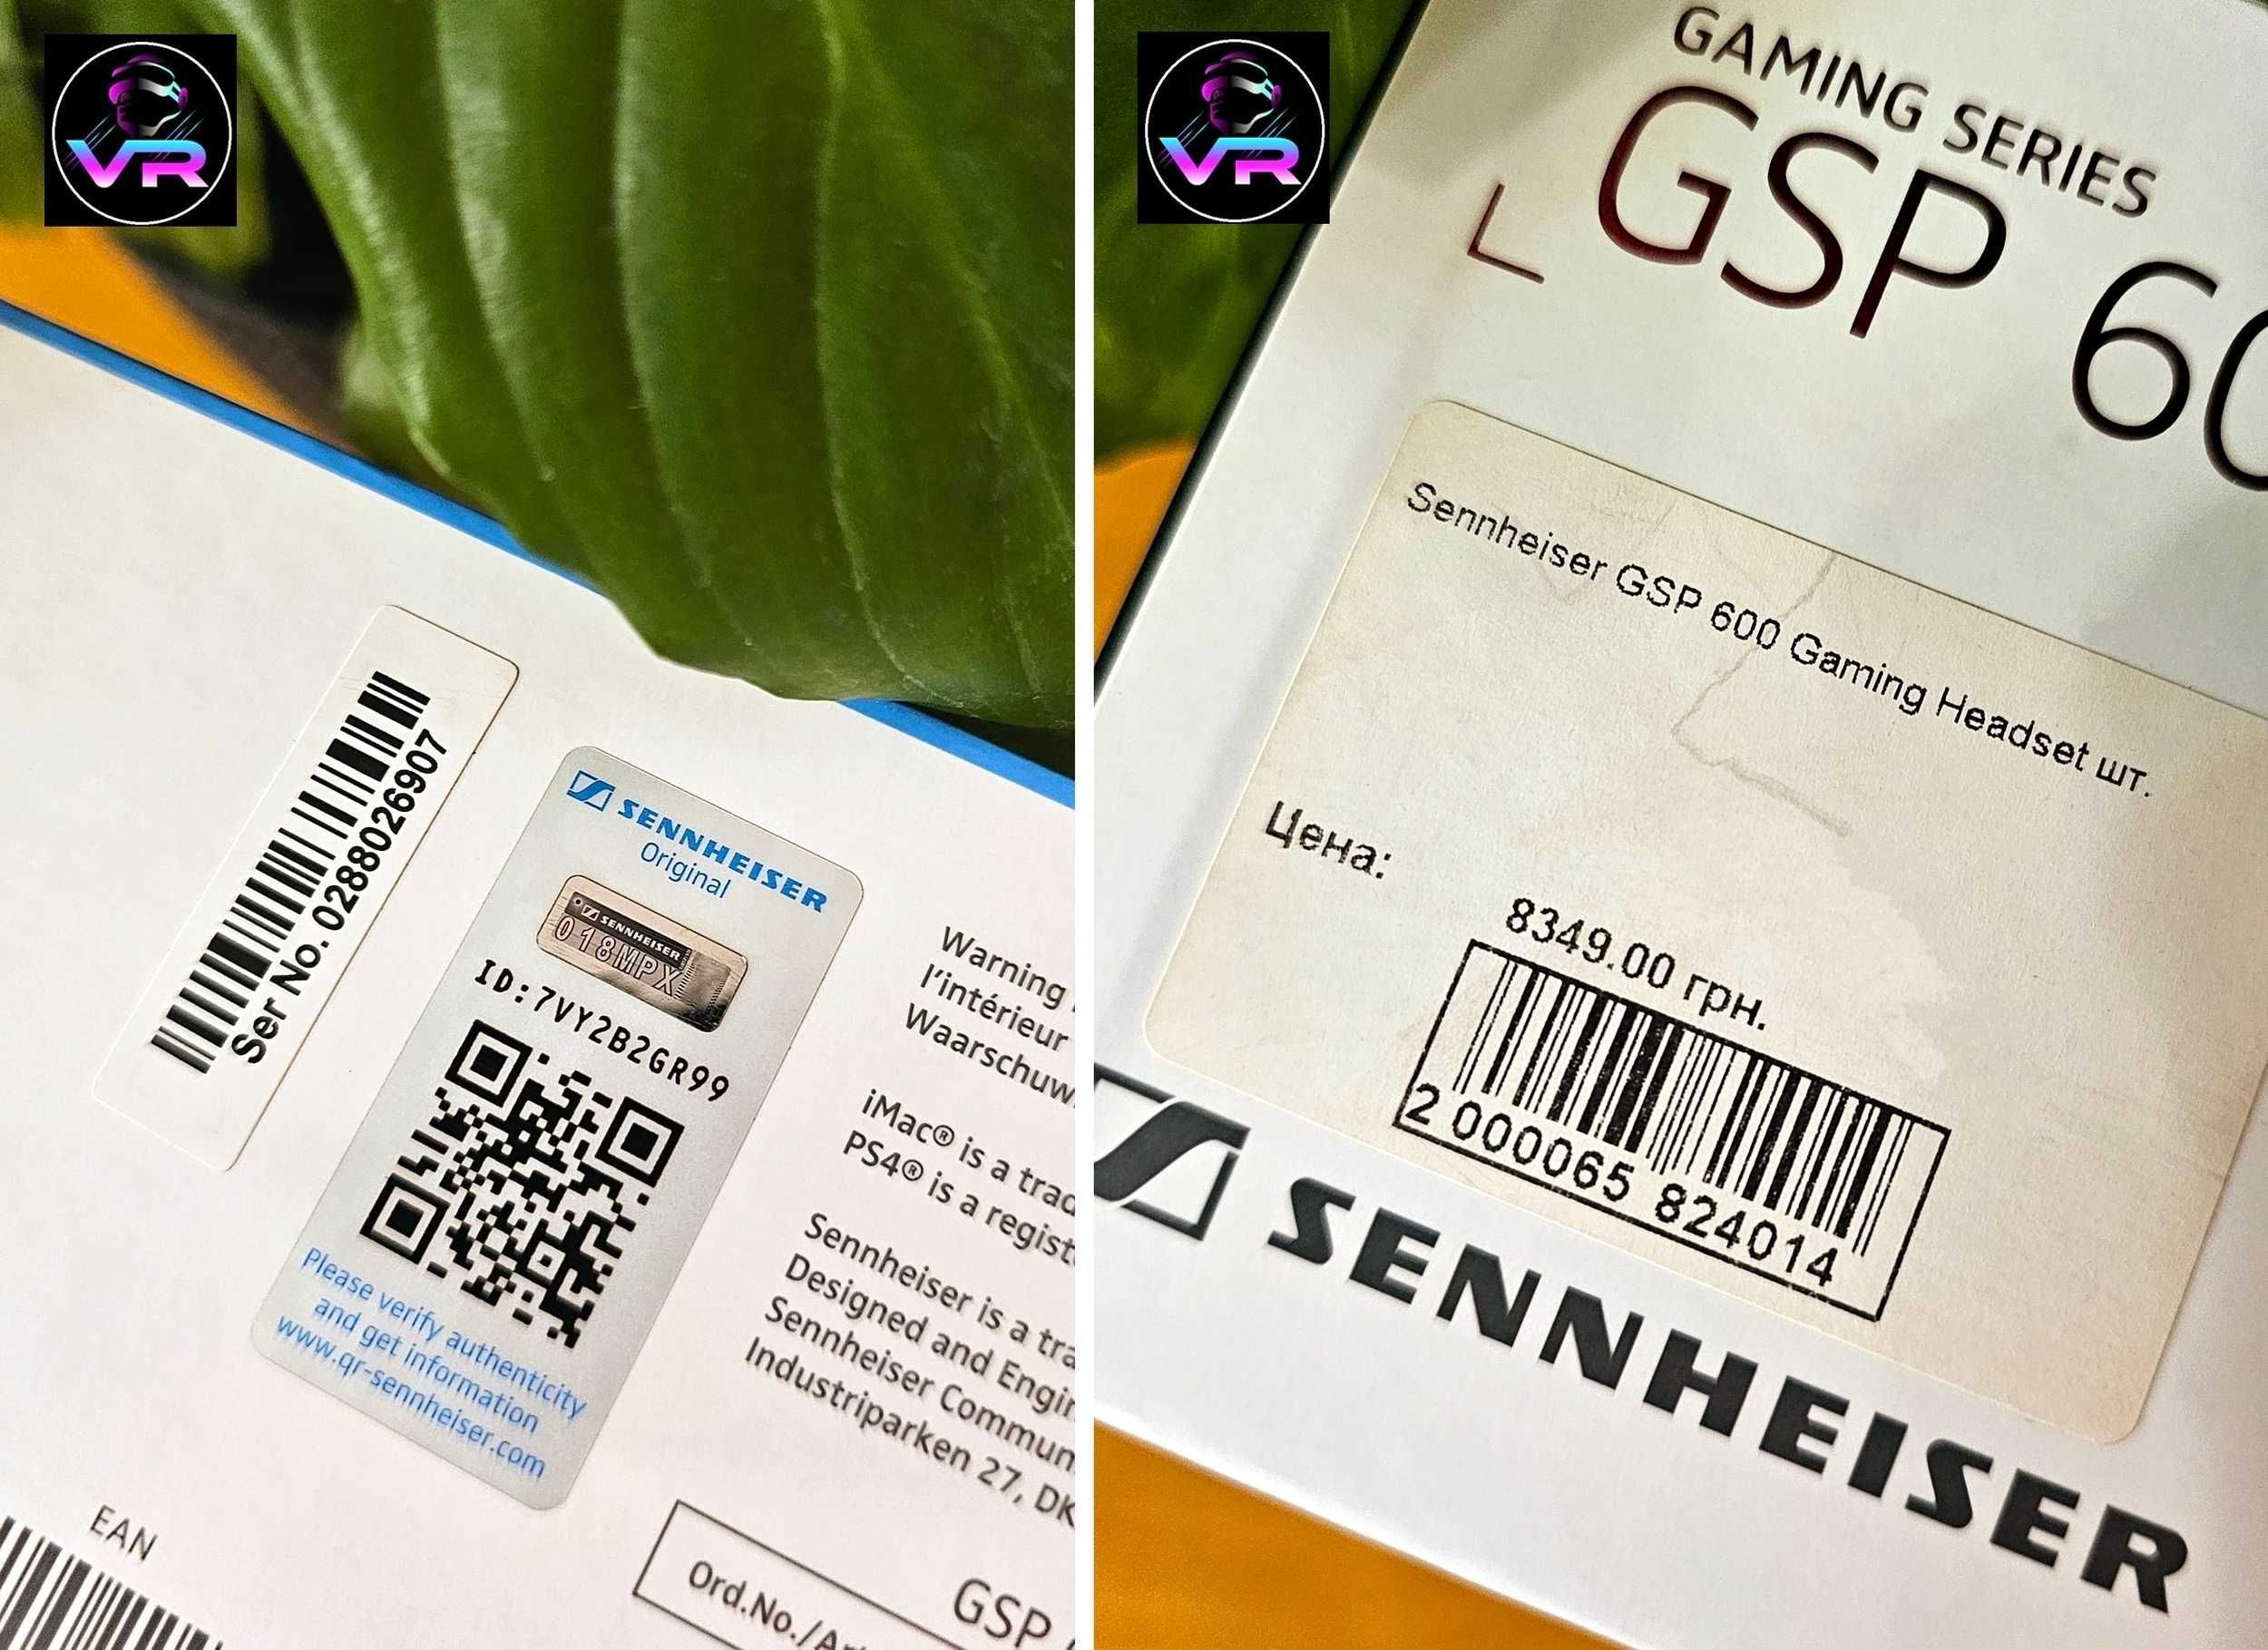 VR
Ser No. 0288026907
SENNHEISER
Original
SENNHEISER
018MPX
ID:7VY2B2GR99
Please verify authenticity
and get information
www.qr-sennheiser.com
Warning
l'intérieur
Waarschuw
iMac® is a trad
PS4® is a regist
Sennheiser is a tra
Designed and Engin
Sennheiser Commun
Industriparken 27, DK
EAN
Ord.No./Ar
GSP
VR
GAMING SERIES
GSP 60
Sennheiser GSP 600 Gaming Headset шт.
Цена:
8349.00 грн.
2 000065 824014
SENNHEISER